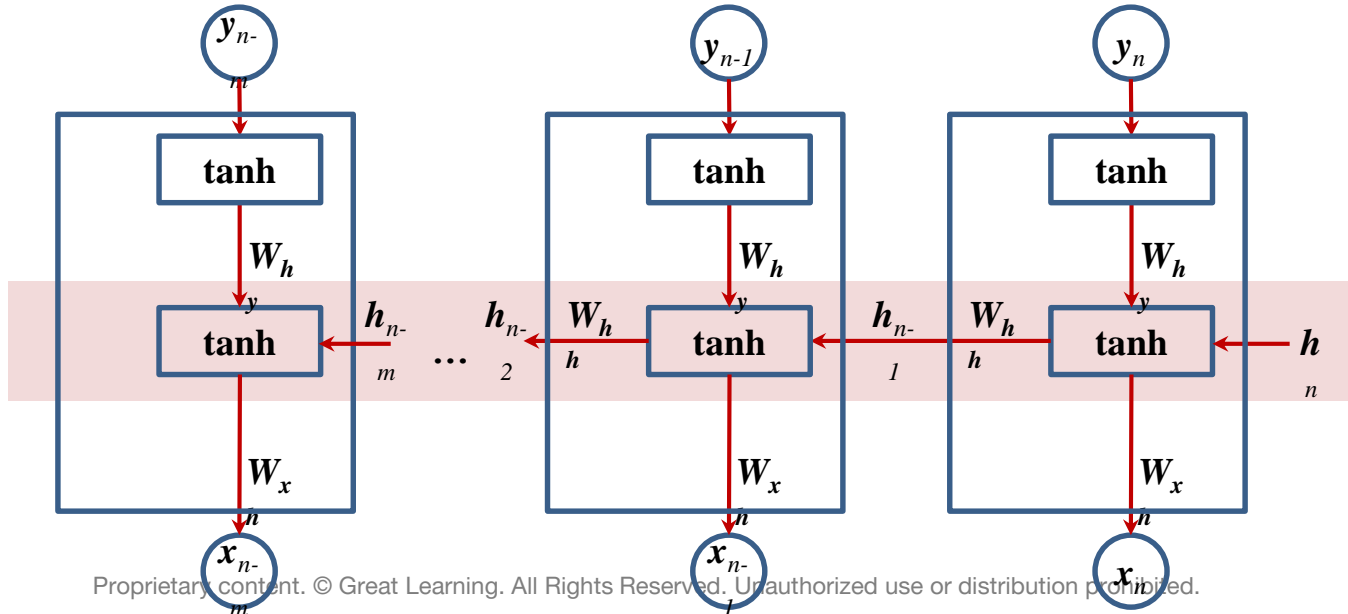 y n-m y n-1 y n
tanh tanh tanh
W hy W hy W hy
h n-m ... h n-2 W hh h n-1 W hh h n
tanh tanh tanh
W xh W xh W xh
x n-m x n-1 x n
Proprietary content. © Great Learning. All Rights Reserved. Unauthorized use or distribution prohibited.